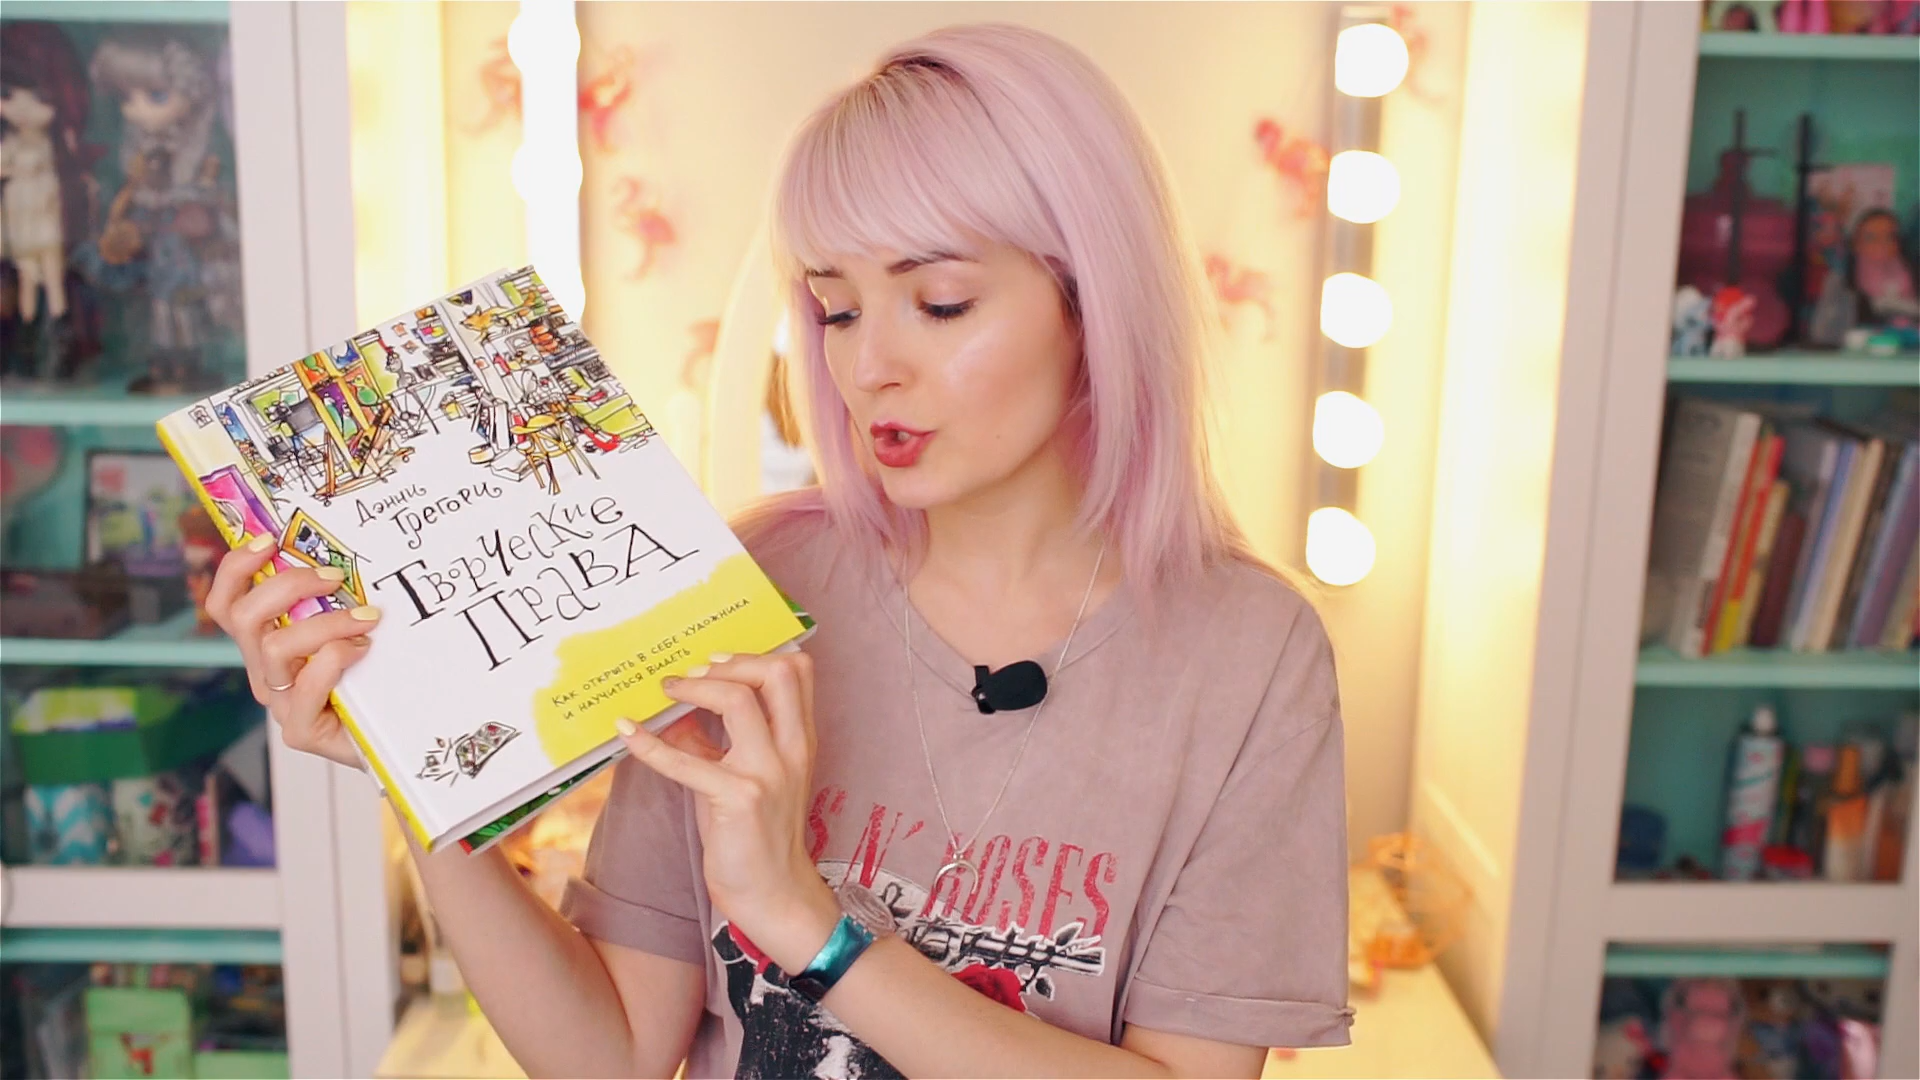 Дэнни
Грегори
Творческие
Права
Как открыть в себе художника
и научиться видеть
S N' ROSES